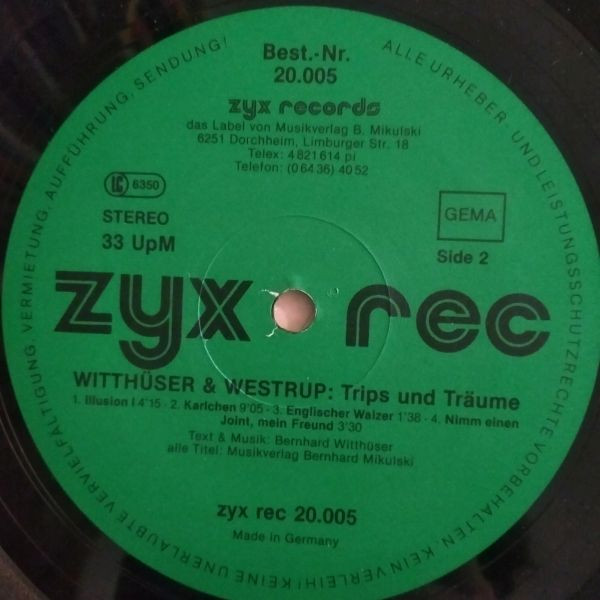 ALLE URHEBER- UND LEISTUNGSSCHUTZRECHTE VORBEHALTEN. KEIN VERLEIH! KEINE UNERLAUBTE VERVIELFÄLTIGUNG, VERMIETUNG, AUFFÜHRUNG, SENDUNG!
Best.-Nr.
20.005
zyx records
das Label von Musikverlag B. Mikulski
6251 Dorchheim, Limburger Str. 18
Telex: 4 821 614 pi
Telefon: (0 64 36) 40 52
LC 6350
STEREO
33 UpM
GEMA
Side 2
zyx rec
WITTHÜSER & WESTRUP: Trips und Träume
1. Illusion I 4'15 - 2. Karlchen 9'05 - 3. Englischer Walzer 1'38 - 4. Nimm einen
Joint, mein Freund 3'30
Text & Musik: Bernhard Witthüser
alle Titel: Musikverlag Bernhard Mikulski
zyx rec 20.005
Made in Germany